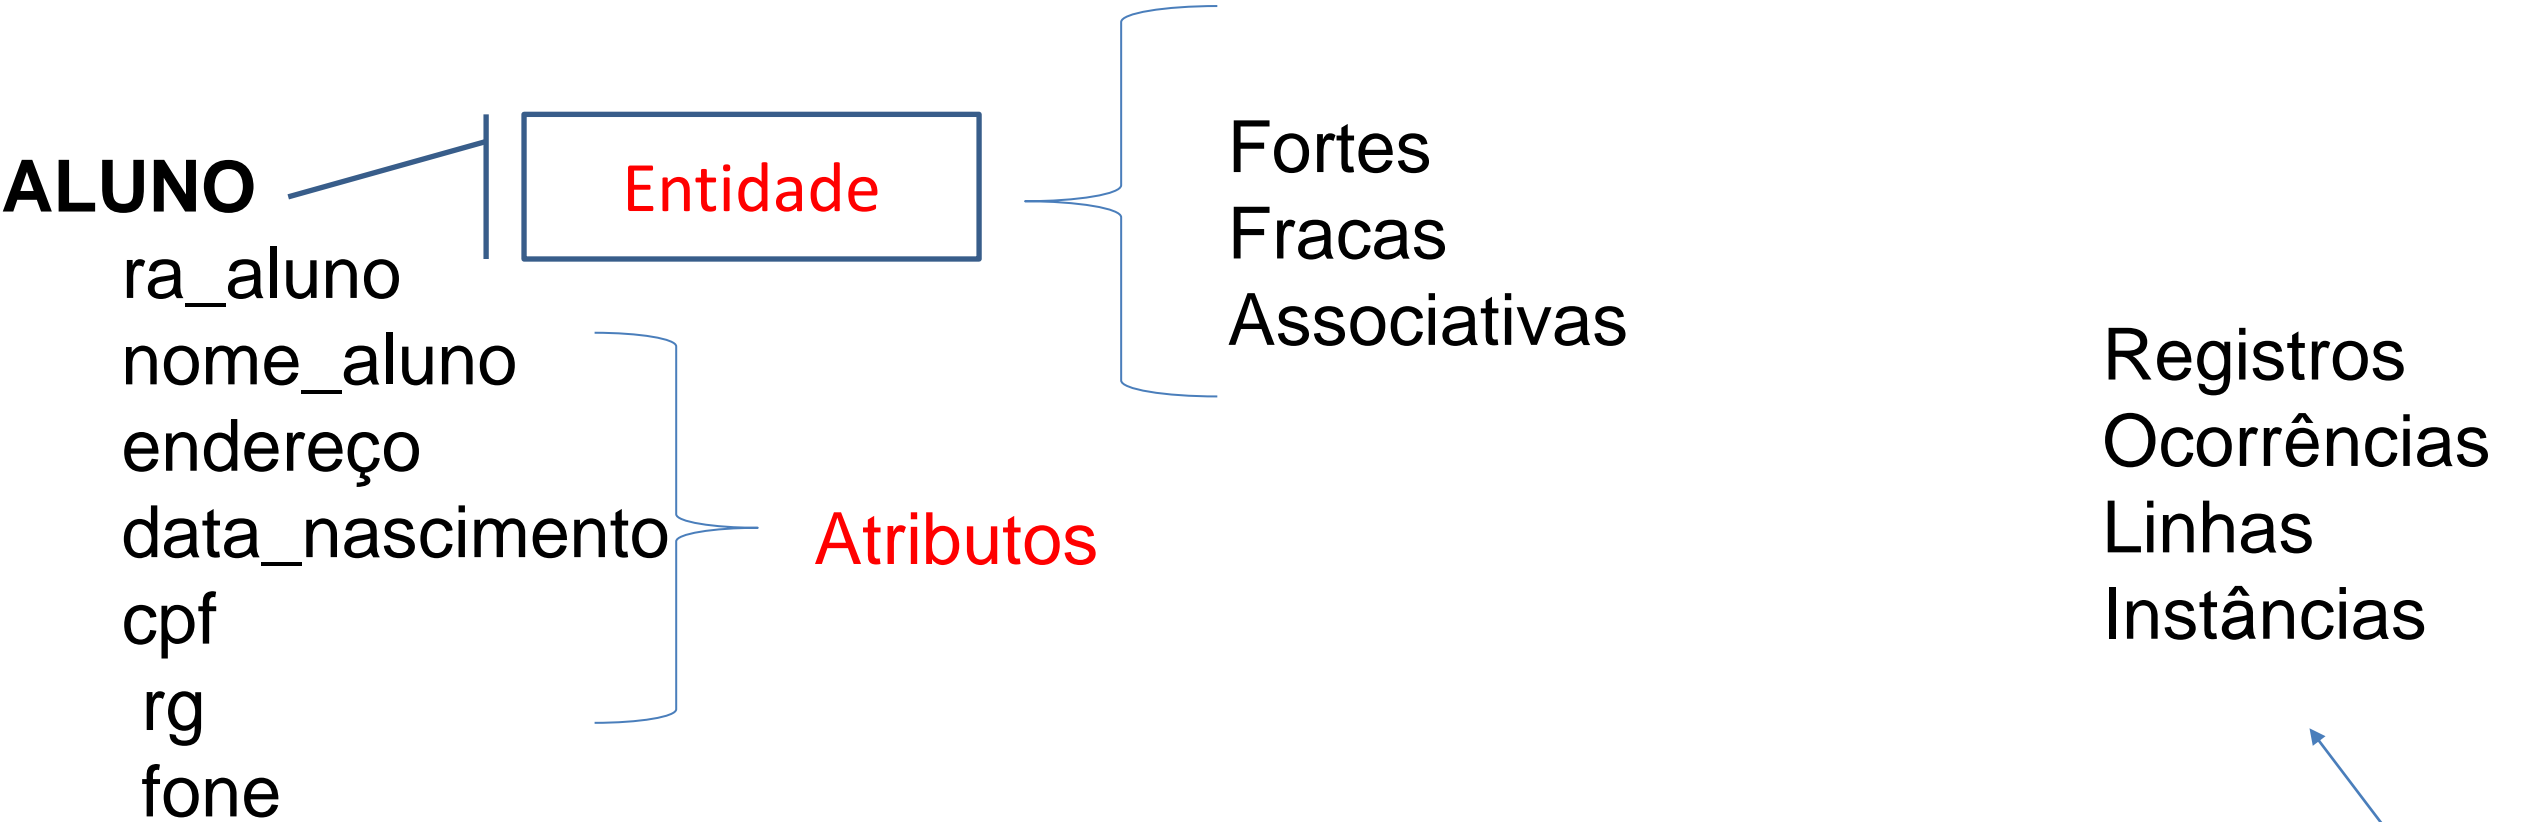 ALUNO
ra_aluno
nome_aluno
endereço
data_nascimento
cpf
rg
fone
Entidade
Atributos
Fortes
Fracas
Associativas
Registros
Ocorrências
Linhas
Instâncias